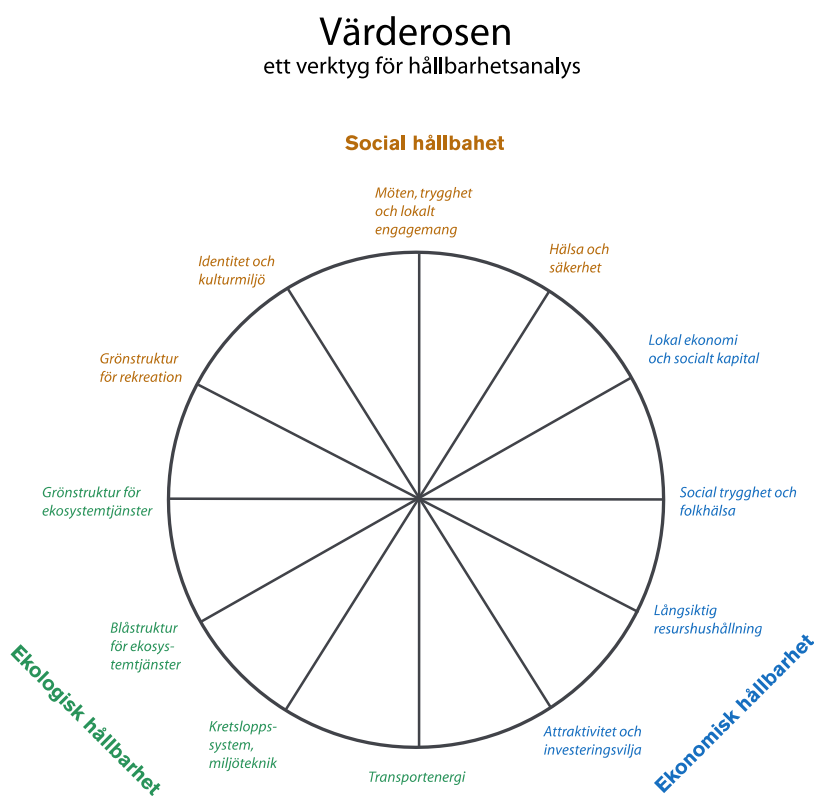 Värderosen
ett verktyg för hållbarhetsanalys
Social hållbahet
Möten, trygghet
och lokalt
engagemang
Hälsa och
säkerhet
Lokal ekonomi
och socialt kapital
Social trygghet och
folkhälsa
Långsiktig
resurshushållning
Ekonomisk hållbarhet
Attraktivitet och
investeringsvilja
Transportenergi
Kretslopps-
system,
miljöteknik
Ekologisk hållbarhet
Blåstruktur
för ekosys-
temtjänster
Grönstruktur för
ekosystemtjänster
Grönstruktur
för rekreation
Identitet och
kulturmiljö